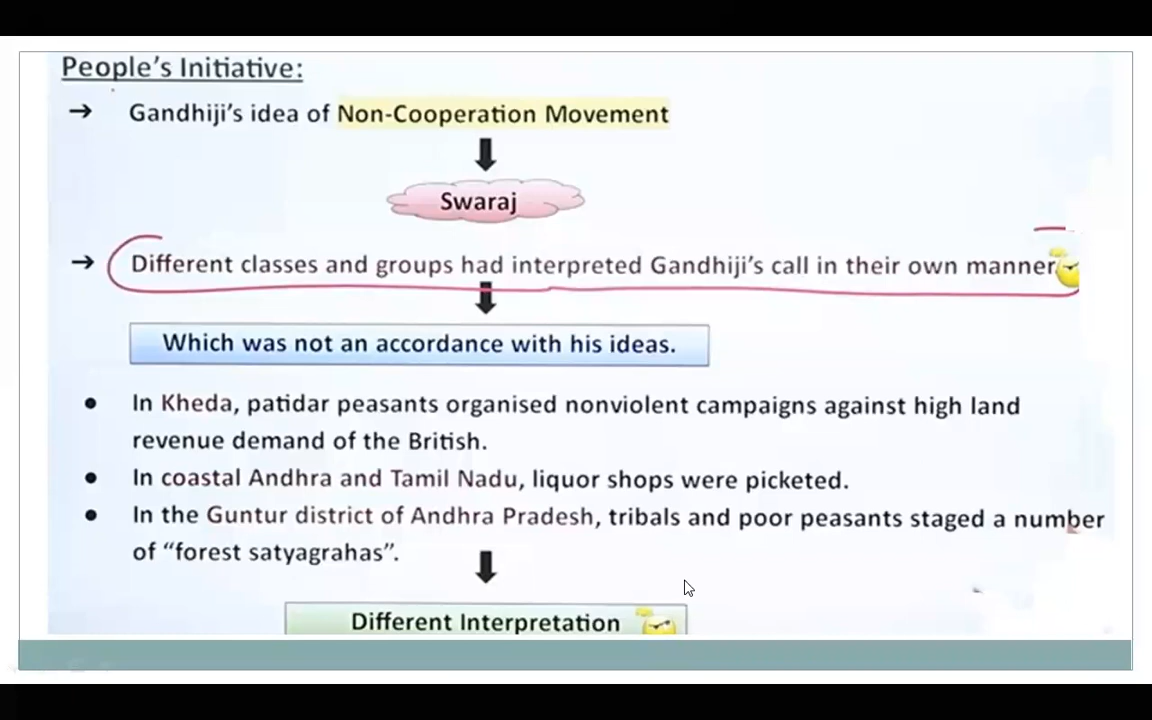 People's Initiative:
→ Gandhiji's idea of Non-Cooperation Movement
Swaraj
→ Different classes and groups had interpreted Gandhiji's call in their own manner
Which was not an accordance with his ideas.
● In Kheda, patidar peasants organised nonviolent campaigns against high land
revenue demand of the British.
● In coastal Andhra and Tamil Nadu, liquor shops were picketed.
● In the Guntur district of Andhra Pradesh, tribals and poor peasants staged a number
of “forest satyagrahas”.
Different Interpretation